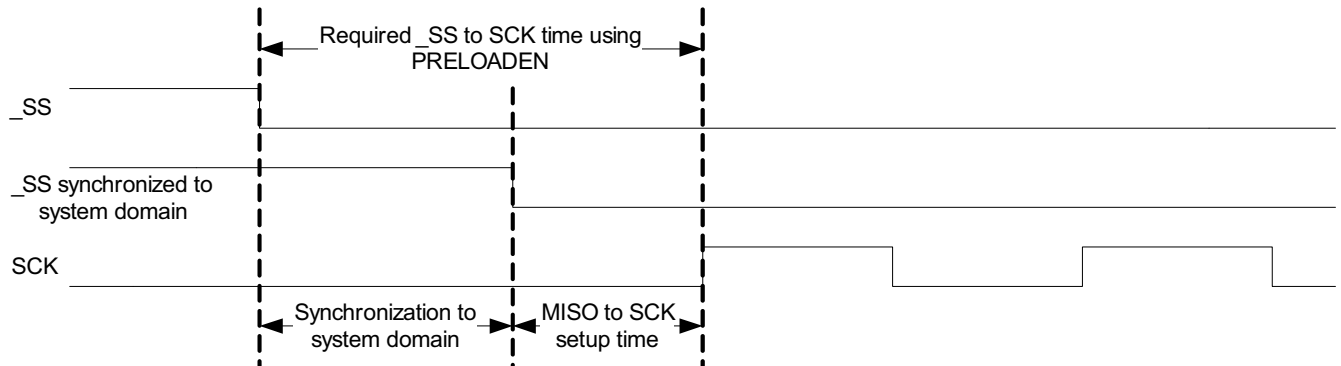 Required _SS to SCK time using
PRELOADEN
_SS
_SS synchronized to
system domain
SCK
Synchronization to
system domain
MISO to SCK
setup time